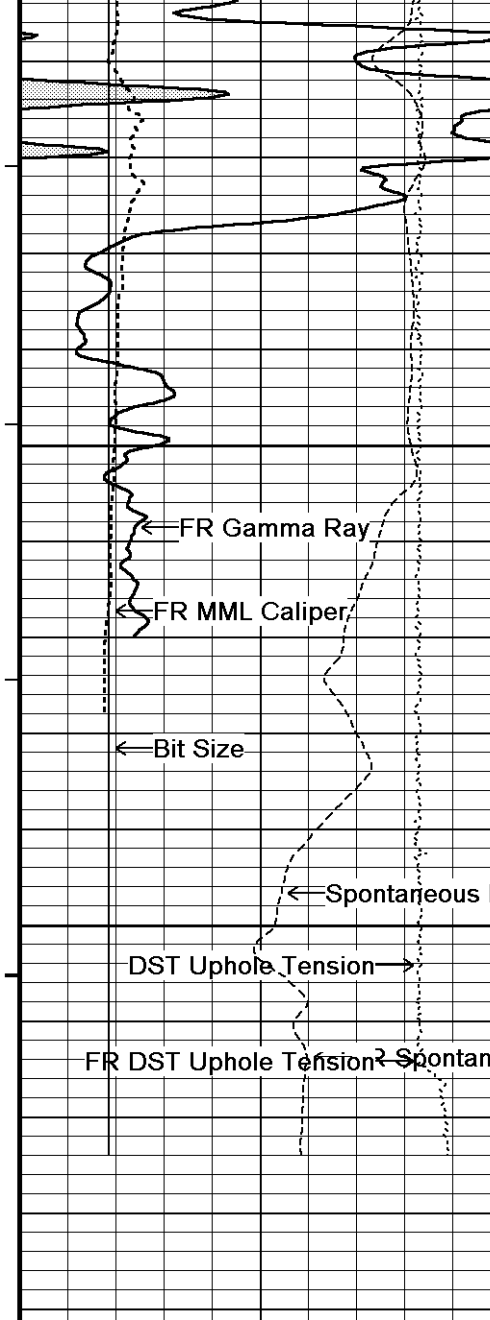 FR Gamma Ray
FR MML Caliper
Bit Size
Spontaneous
DST Uphole Tension
FR DST Uphole Tension